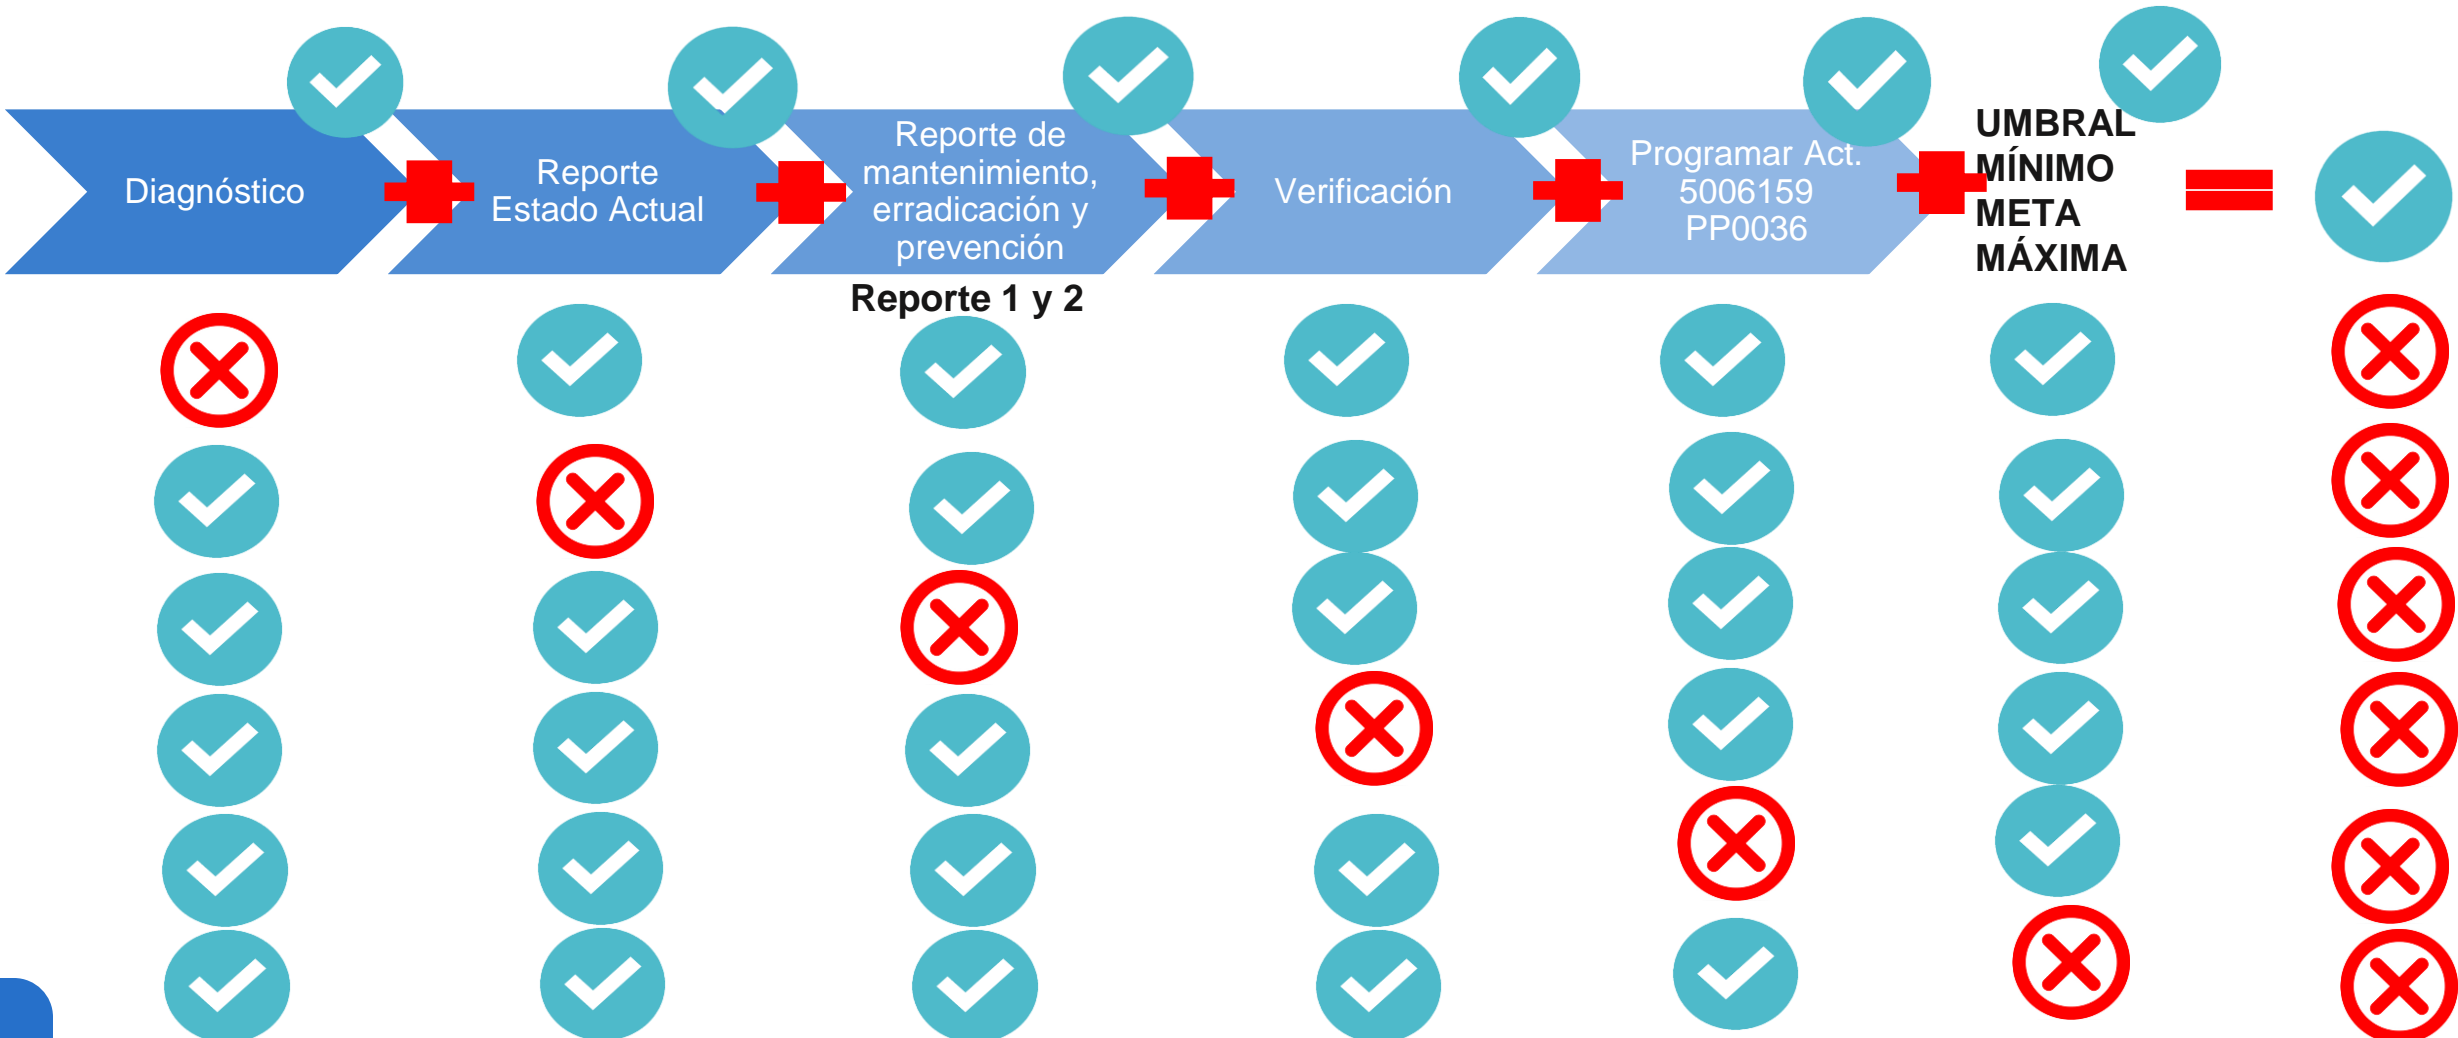 Diagnóstico
Reporte
Estado Actual
Reporte de
mantenimiento,
erradicación y
prevención
Verificación
Programar Act.
5006159
PP0036
UMBRAL
MÍNIMO
META
MÁXIMA
Reporte 1 y 2